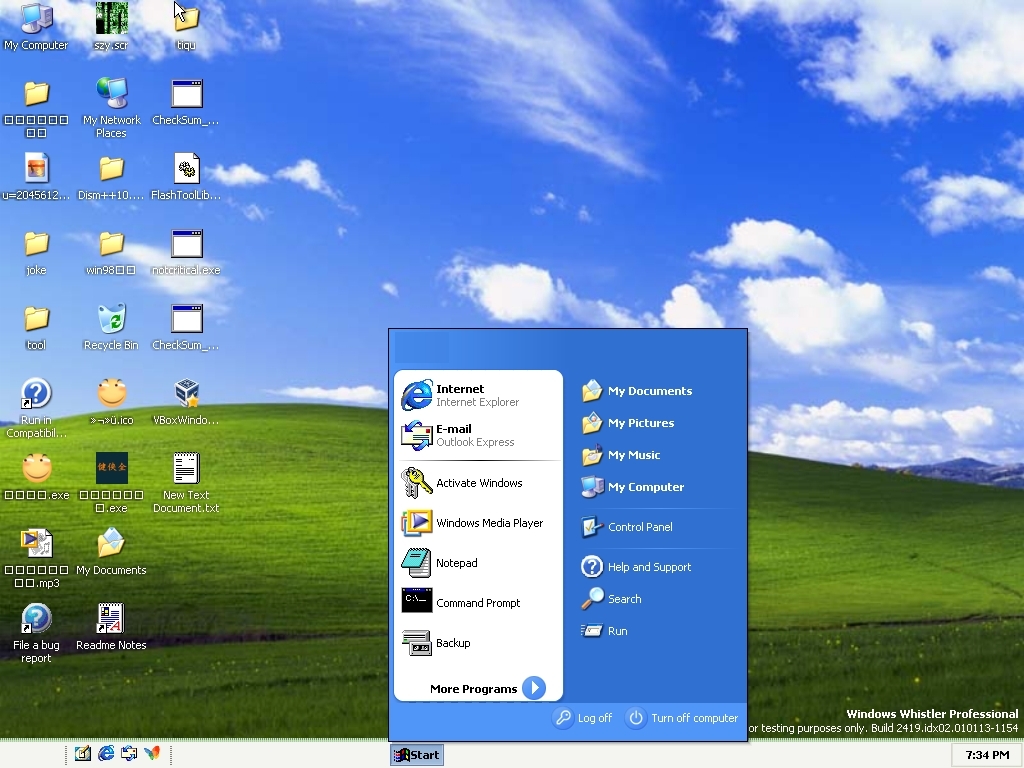 My Computer
szy.scr
tiqu
My Network
Places
CheckSum_...
u=2045612...
Dism++10....
FlashToolLib...
joke
win98□□
notcritical.exe
tool
Recycle Bin
CheckSum_...
Run in
Compatibil...
»¬»ü.ico
VBoxWindo...
□□□□.exe
健侠全
□□□□□□
□.exe
New Text
Document.txt
□□□□□□
□□.mp3
My Documents
File a bug
report
Readme Notes
Internet
Internet Explorer
E-mail
Outlook Express
Activate Windows
Windows Media Player
Notepad
C:\_
Command Prompt
Backup
More Programs
My Documents
My Pictures
My Music
My Computer
Control Panel
Help and Support
Search
Run
Log off
Turn off computer
Windows Whistler Professional
or testing purposes only. Build 2419.idx02.010113-1154
Start
7:34 PM